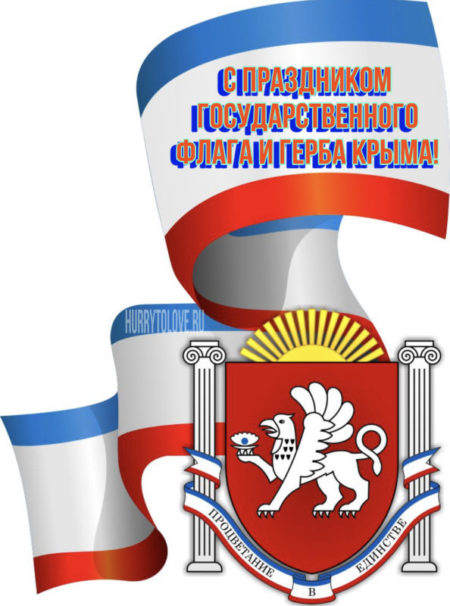 С ПРАЗДНИКОМ
ГОСУДАРСТВЕННОГО
ФЛАГА И ГЕРБА КРЫМА!
HURRYTOLOVE.RU
ПРОЦВЕТАНИЕ В ЕДИНСТВЕ